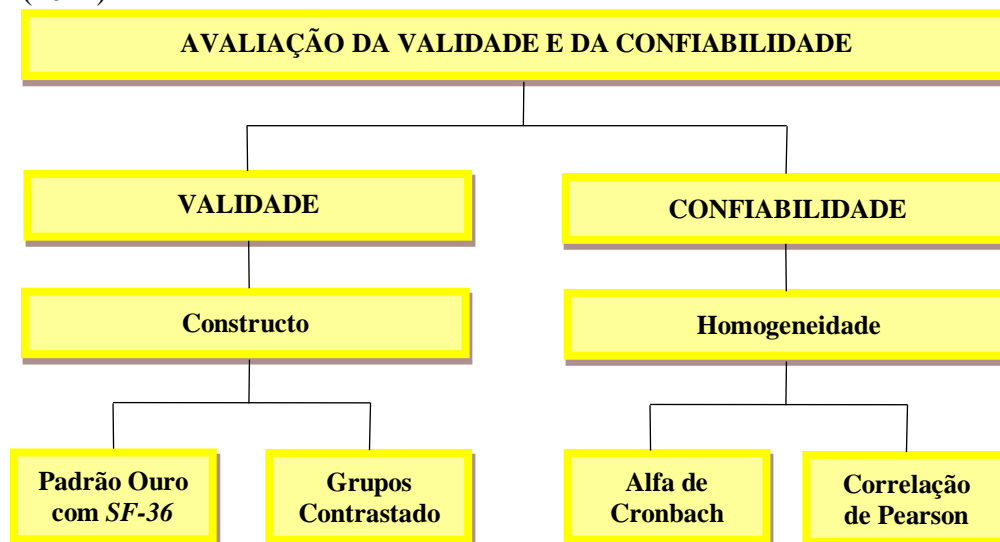 AVALIAÇÃO DA VALIDADE E DA CONFIABILIDADE
VALIDADE
CONFIABILIDADE
Constructo
Homogeneidade
Padrão Ouro
com SF-36
Grupos
Contrastado
Alfa de
Cronbach
Correlação
de Pearson